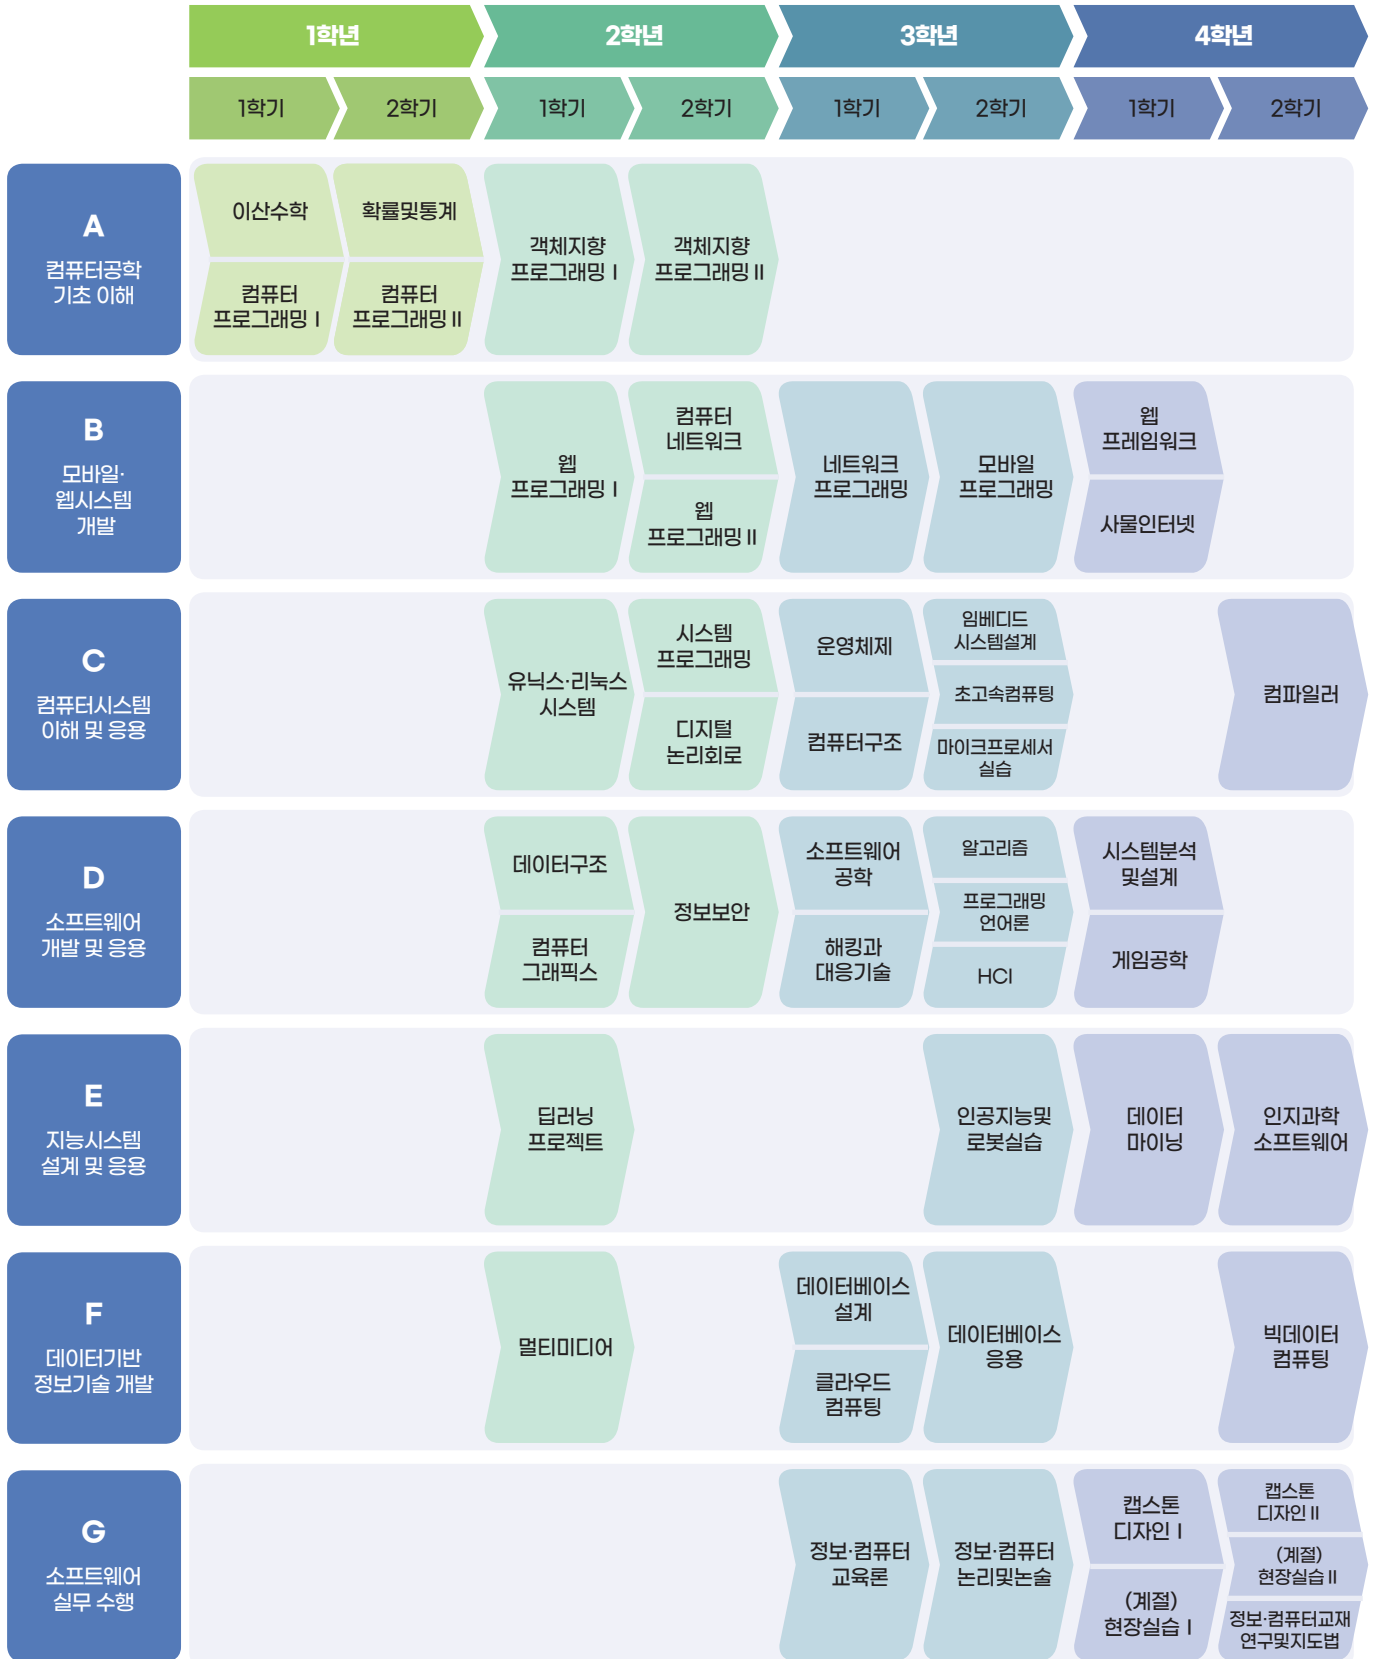 1학년
2학년
3학년
4학년
1학기
2학기
1학기
2학기
1학기
2학기
1학기
2학기
A
컴퓨터공학
기초 이해
이산수학
컴퓨터
프로그래밍 I
확률및통계
컴퓨터
프로그래밍 II
객체지향
프로그래밍 I
객체지향
프로그래밍 II
B
모바일·
웹시스템
개발
웹
프로그래밍 I
컴퓨터
네트워크
웹
프로그래밍 II
네트워크
프로그래밍
모바일
프로그래밍
웹
프레임워크
사물인터넷
C
컴퓨터시스템
이해 및 응용
유닉스·리눅스
시스템
시스템
프로그래밍
디지털
논리회로
운영체제
컴퓨터구조
임베디드
시스템설계
초고속컴퓨팅
마이크프로세서
실습
컴파일러
D
소프트웨어
개발 및 응용
데이터구조
컴퓨터
그래픽스
정보보안
소프트웨어
공학
해킹과
대응기술
알고리즘
프로그래밍
언어론
HCI
시스템분석
및설계
게임공학
E
지능시스템
설계 및 응용
딥러닝
프로젝트
인공지능및
로봇실습
데이터
마이닝
인지과학
소프트웨어
F
데이터기반
정보기술 개발
멀티미디어
데이터베이스
설계
클라우드
컴퓨팅
데이터베이스
응용
빅데이터
컴퓨팅
G
소프트웨어
실무 수행
정보·컴퓨터
교육론
정보·컴퓨터
논리및논술
캡스톤
디자인 I
(계절)
현장실습 I
캡스톤
디자인 II
(계절)
현장실습 II
정보·컴퓨터교재
연구및지도법